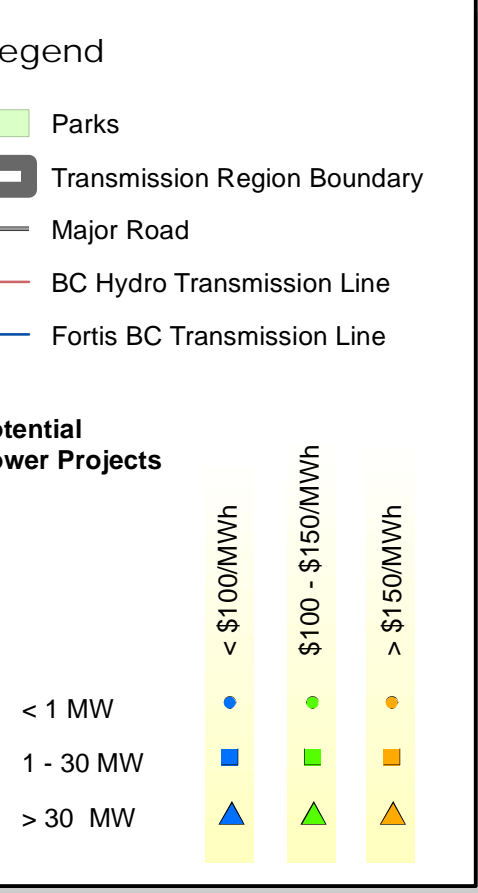 egend
Parks
Transmission Region Boundary
Major Road
BC Hydro Transmission Line
Fortis BC Transmission Line
otential
ower Projects
< $100/MWh
$100 - $150/MWh
> $150/MWh
< 1 MW
1 - 30 MW
> 30 MW